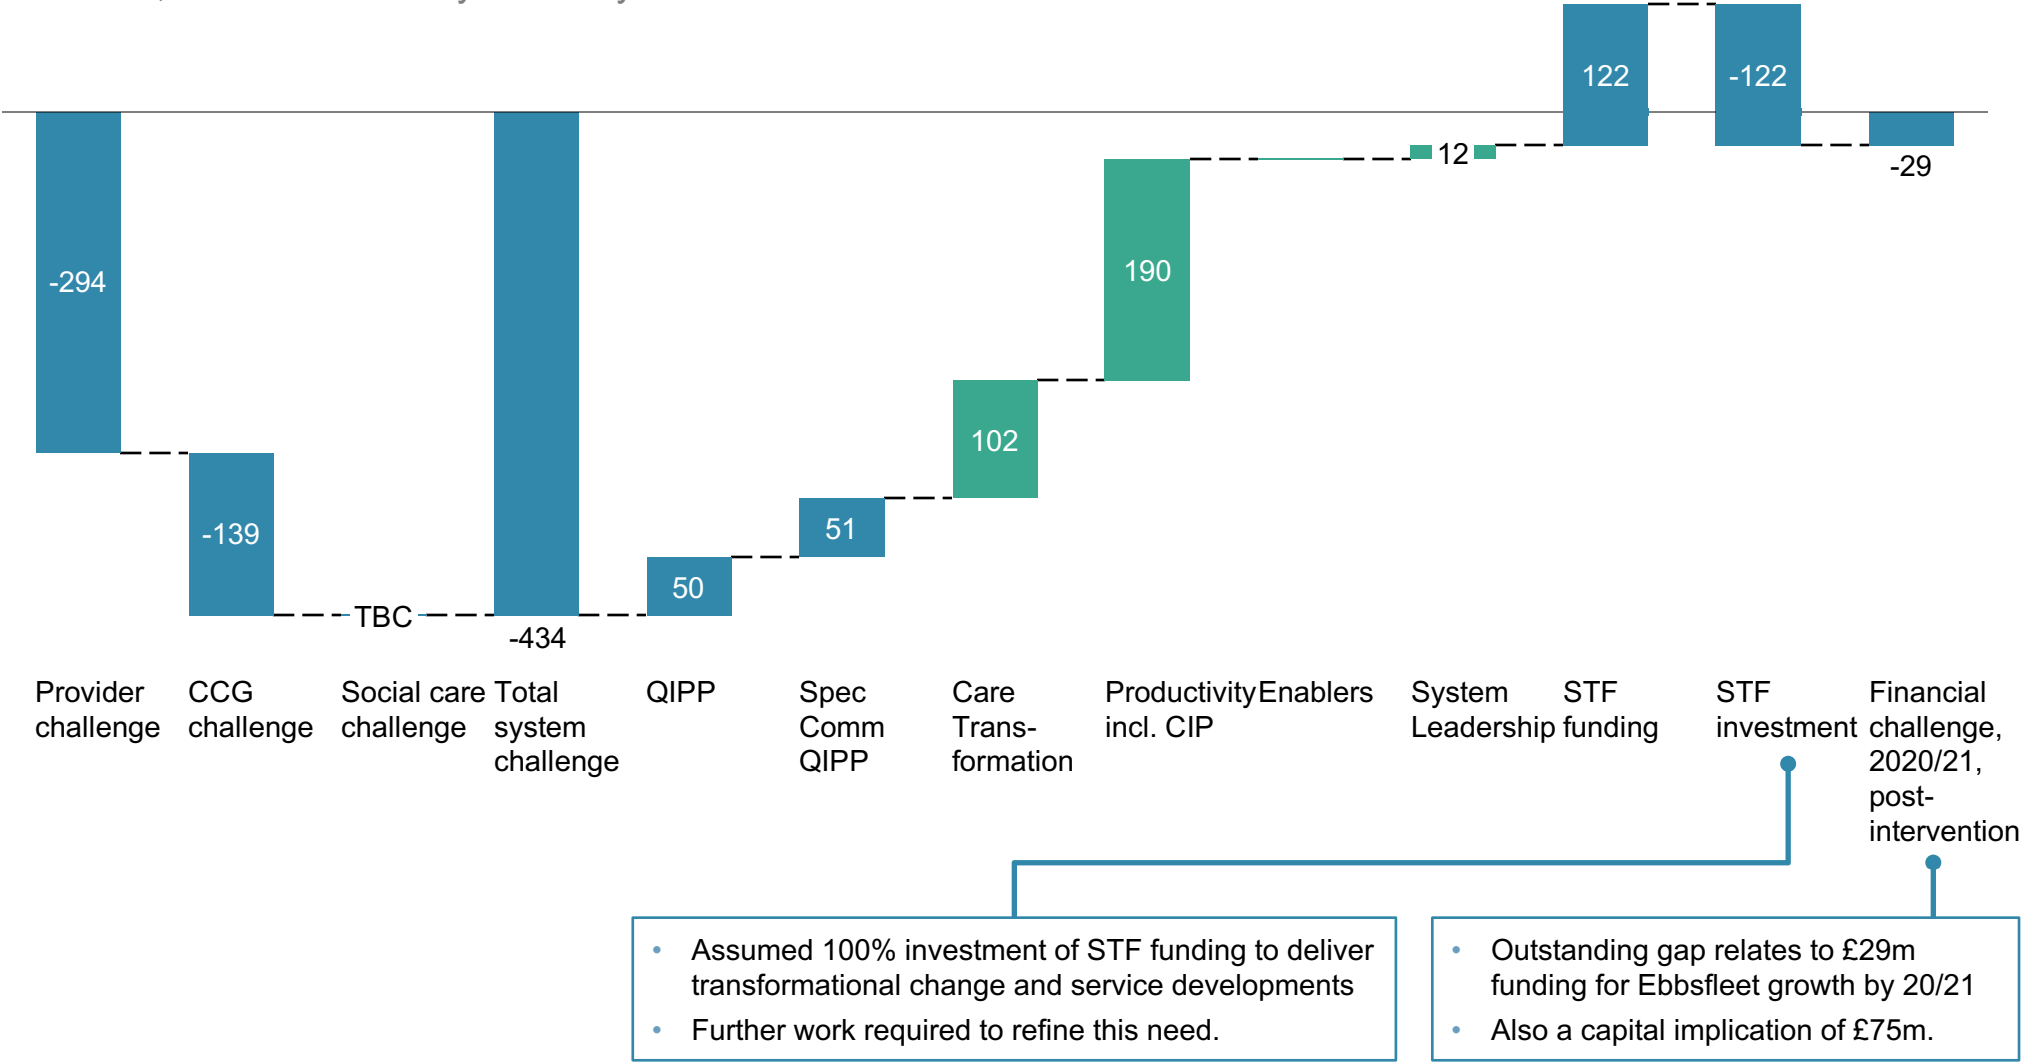 122
-122
12
-29
-294
190
102
-139
51
50
TBC
-434
Provider
challenge
CCG
challenge
Social care
challenge
Total
system
challenge
QIPP
Spec
Comm
QIPP
Care
Trans-
formation
Productivity
incl. CIP
Enablers
System
Leadership
STF
funding
STF
investment
Financial
challenge,
2020/21,
post-
intervention
• Assumed 100% investment of STF funding to deliver
transformational change and service developments
• Further work required to refine this need.
• Outstanding gap relates to £29m
funding for Ebbsfleet growth by 20/21
• Also a capital implication of £75m.